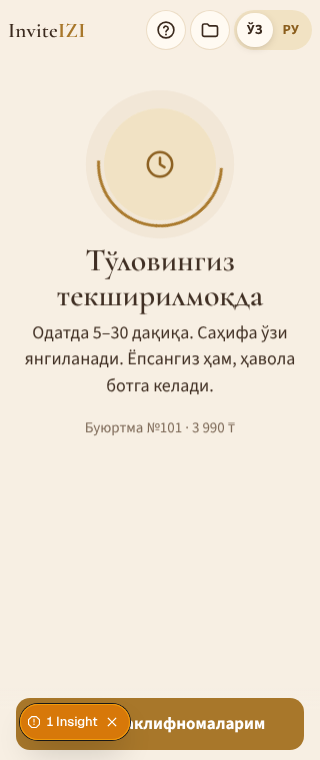 InviteIZI
ЎЗ
РУ
Тўловингиз
текширилмоқда
Одатда 5–30 дақиқа. Саҳифа ўзи
янгиланади. Ёпсангиз ҳам, ҳавола
ботга келади.
Буюртма №101 · 3 990 ₸
1 Insight